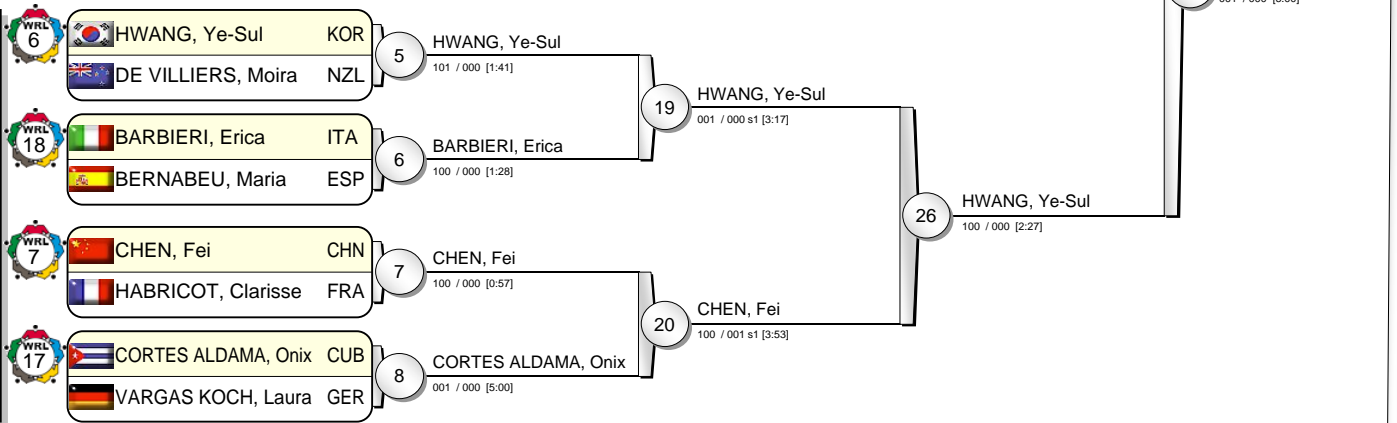 WRL
6
HWANG, Ye-Sul KOR
DE VILLIERS, Moira NZL
5
HWANG, Ye-Sul
101 / 000 [1:41]
WRL
18
BARBIERI, Erica ITA
BERNABEU, Maria ESP
6
BARBIERI, Erica
100 / 000 [1:28]
19
HWANG, Ye-Sul
001 / 000 s1 [3:17]
WRL
7
CHEN, Fei CHN
HABRICOT, Clarisse FRA
7
CHEN, Fei
100 / 000 [0:57]
WRL
17
CORTES ALDAMA, Onix CUB
VARGAS KOCH, Laura GER
8
CORTES ALDAMA, Onix
001 / 000 [5:00]
20
CHEN, Fei
100 / 001 s1 [3:53]
26
HWANG, Ye-Sul
100 / 000 [2:27]